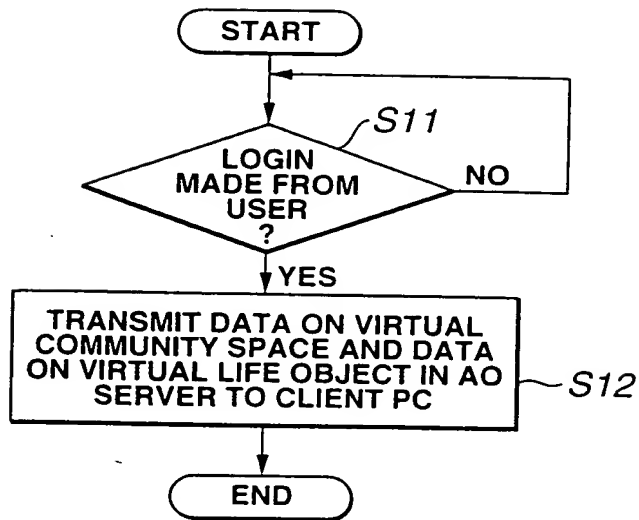 START
S11
LOGIN
MADE FROM
USER
?
NO
YES
TRANSMIT DATA ON VIRTUAL
COMMUNITY SPACE AND DATA
ON VIRTUAL LIFE OBJECT IN AO
SERVER TO CLIENT PC
S12
END